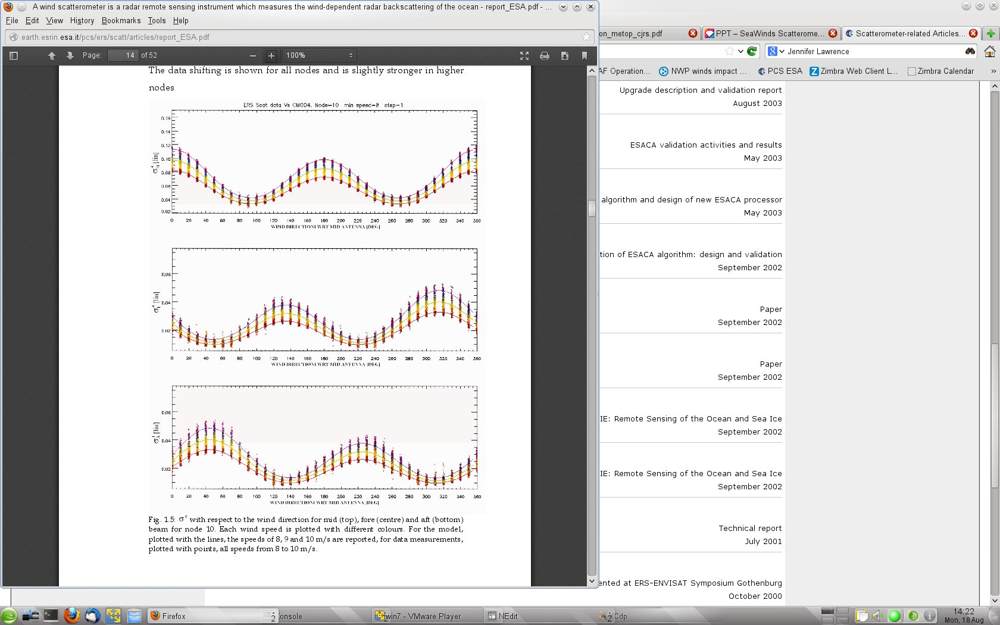 A wind scatterometer is a radar remote sensing instrument which measures the wind-dependent radar backscattering of the ocean - report_ESA.pdf - ...
File Edit View History Bookmarks Tools Help
earth.esrin.esa.it/pcs/ers/scatt/articles/report_ESA.pdf
Page: 14 of 52 100%
The data shifting is shown for all nodes and is slightly stronger in higher
nodes
ERS Scat data Vs CMOD4. Node=10 min speed=8 step=1
0.16
0.14
0.12
0.10
0.08
0.06
0.04
0.02
σ⁰M [lin]
0 20 40 60 80 100 120 140 160 180 200 220 240 260 280 300 320 340 360
WIND DIRECTION WRT MID ANTENNA [DEG]
0.06
0.04
0.02
[lin]
0 20 40 60 80 100 120 140 160 180 200 220 240 260 280 300 320 340 360
WIND DIRECTION WRT MID ANTENNA [DEG]
0.06
0.04
0.02
[lin]
0 20 40 60 80 100 120 140 160 180 200 220 240 260 280 300 320 340 360
WIND DIRECTION WRT MID ANTENNA [DEG]
Fig. 1.5: σ⁰ with respect to the wind direction for mid (top), fore (centre) and aft (bottom)
beam for node 10. Each wind speed is plotted with different colours. For the model,
plotted with the lines, the speeds of 8, 9 and 10 m/s are reported, for data measurements,
plotted with points, all speeds from 8 to 10 m/s.
on_metop_cjrs.pdf
PPT – SeaWinds Scatterome...
Scatterometer-related Articles...
8 Jennifer Lawrence
AF Operation... NWP winds impact ... PCS ESA Zimbra Web Client L... Zimbra Calendar »
Upgrade description and validation report
August 2003
ESACA validation activities and results
May 2003
algorithm and design of new ESACA processor
May 2003
tion of ESACA algorithm: design and validation
September 2002
Paper
September 2002
Paper
September 2002
IE: Remote Sensing of the Ocean and Sea Ice
September 2002
IE: Remote Sensing of the Ocean and Sea Ice
September 2002
Technical report
July 2001
ented at ERS-ENVISAT Symposium Gothenburg
October 2000
Firefox
2 onsole
win7 - VMware Player
NEdit
2 Cdp
14:22
Mon, 18 Aug